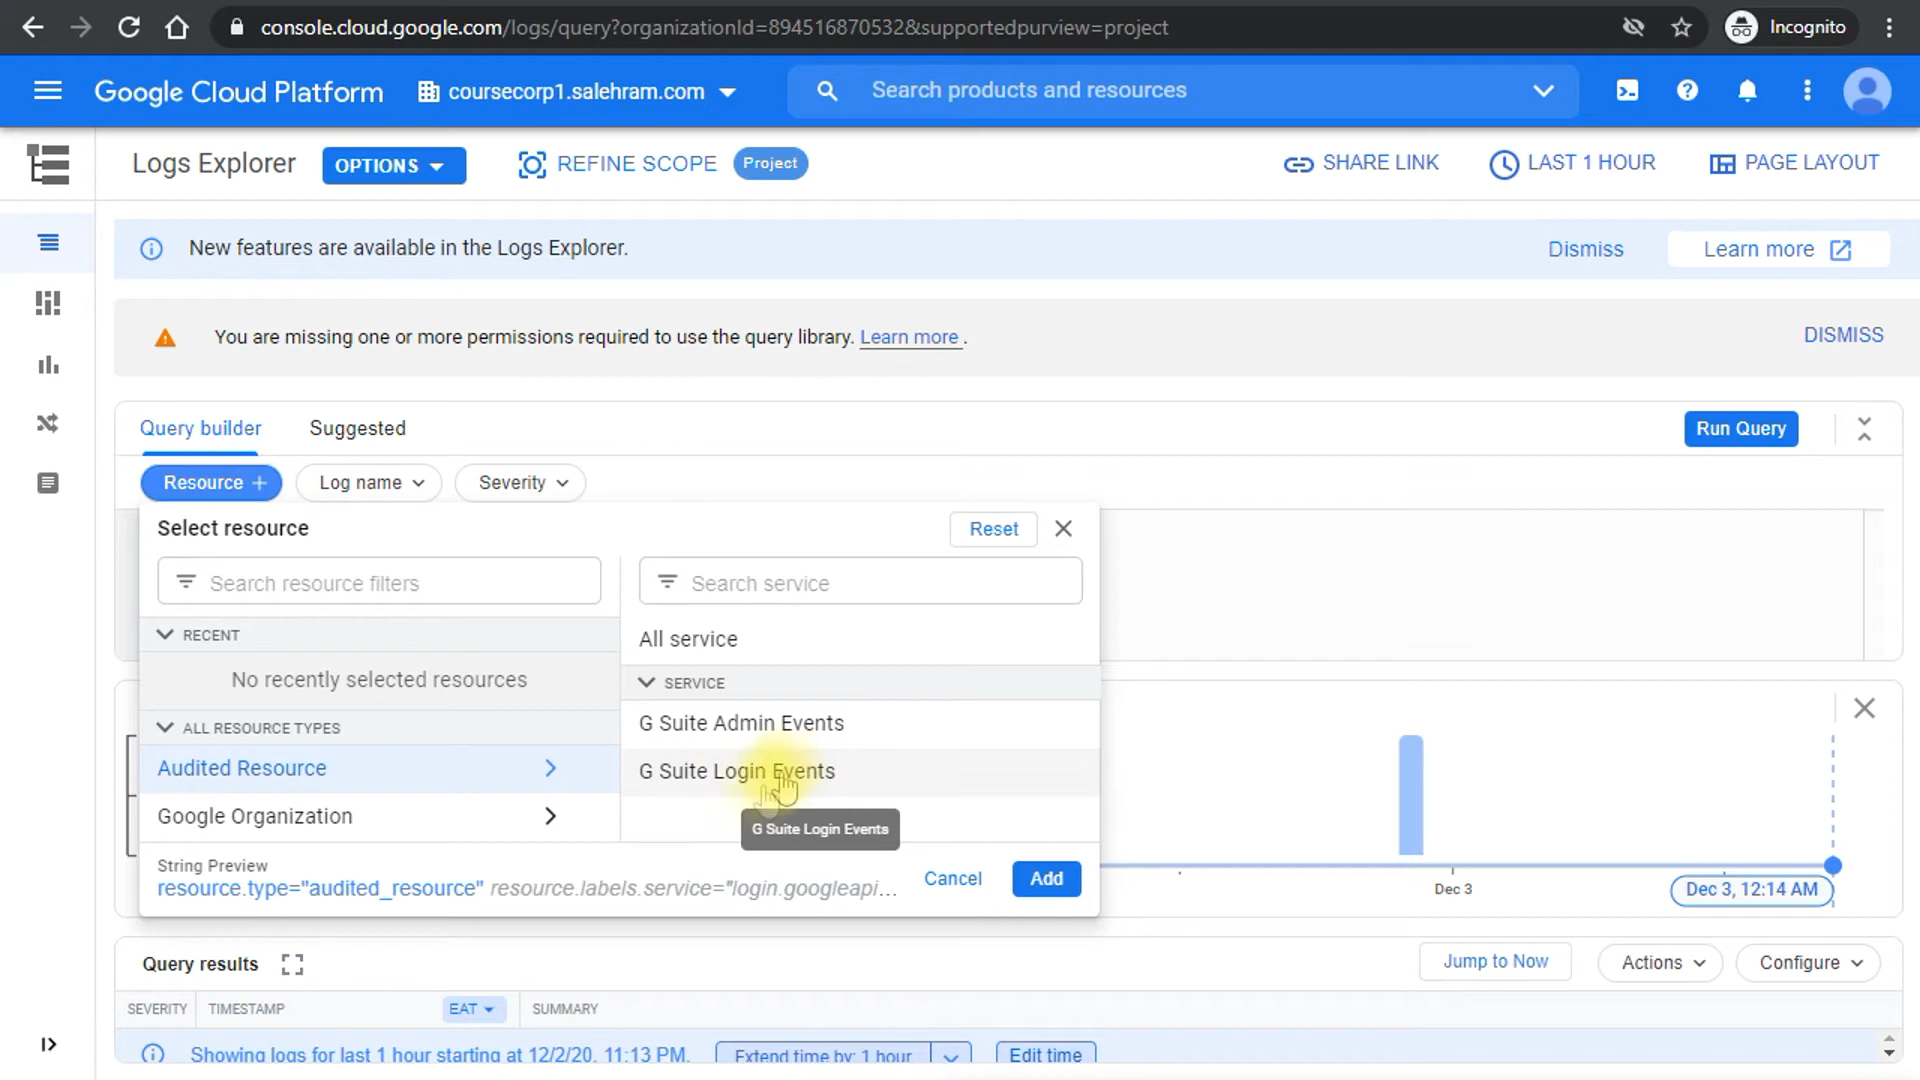 console.cloud.google.com/logs/query?organizationId=894516870532&supportedpurview=project
Incognito
Google Cloud Platform
coursecorp1.salehram.com
Search products and resources
Logs Explorer
OPTIONS
REFINE SCOPE
Project
SHARE LINK
LAST 1 HOUR
PAGE LAYOUT
New features are available in the Logs Explorer.
Dismiss
Learn more
You are missing one or more permissions required to use the query library. Learn more .
DISMISS
Query builder
Suggested
Run Query
Resource +
Log name
Severity
Select resource
Reset
Search resource filters
Search service
RECENT
No recently selected resources
ALL RESOURCE TYPES
Audited Resource
Google Organization
All service
SERVICE
G Suite Admin Events
G Suite Login Events
G Suite Login Events
String Preview
resource.type="audited_resource" resource.labels.service="login.googleapi...
Cancel
Add
Dec 3
Dec 3, 12:14 AM
Query results
Jump to Now
Actions
Configure
SEVERITY
TIMESTAMP
EAT
SUMMARY
Showing logs for last 1 hour starting at 12/2/20, 11:13 PM.
Extend time by: 1 hour
Edit time